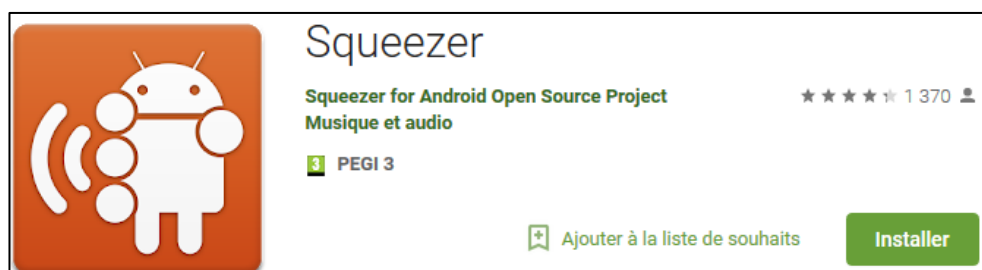 Squeezer
Squeezer for Android Open Source Project
1 370
Musique et audio
3 PEGI 3
Ajouter à la liste de souhaits
Installer